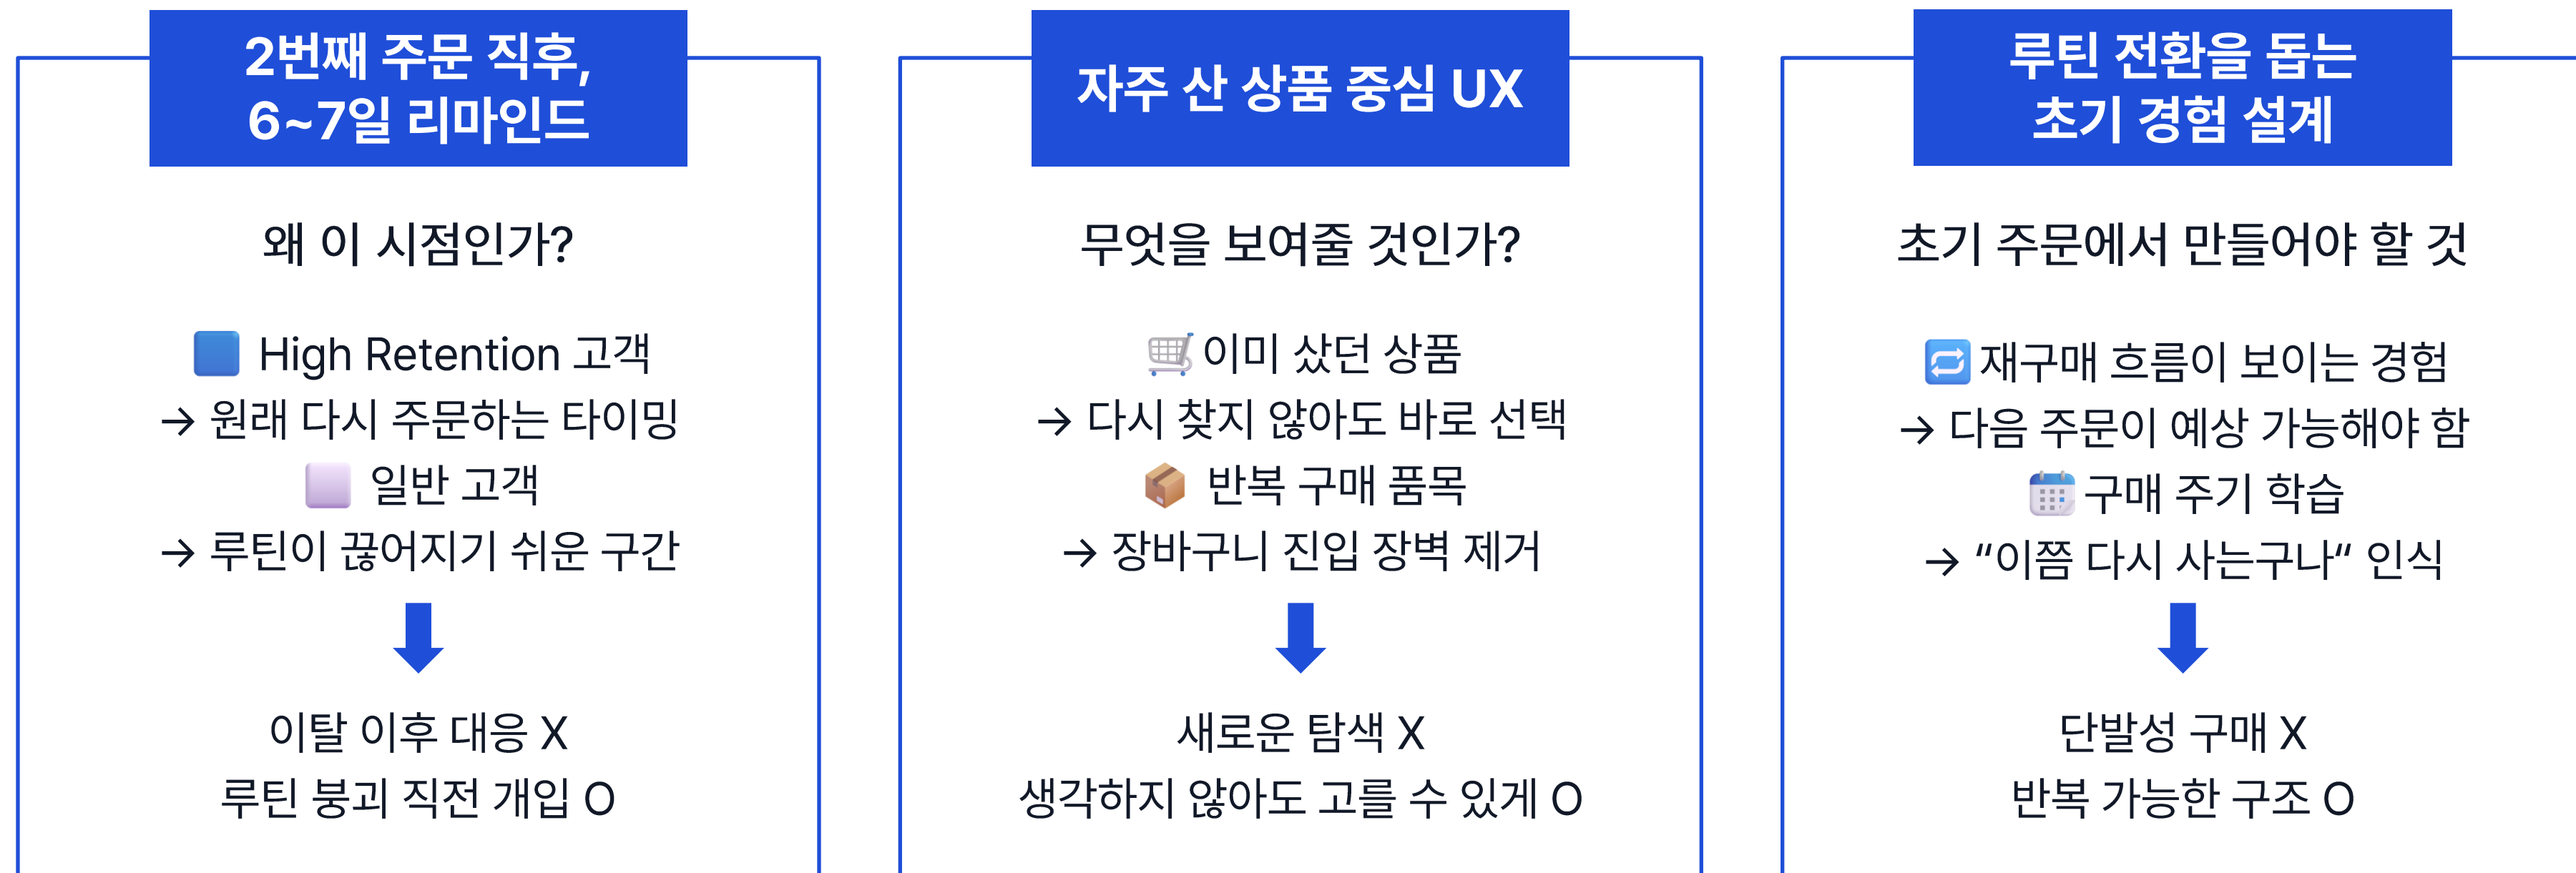 2번째 주문 직후,
6~7일 리마인드
왜 이 시점인가?
High Retention 고객
→ 원래 다시 주문하는 타이밍
일반 고객
→ 루틴이 끊어지기 쉬운 구간
이탈 이후 대응 X
루틴 붕괴 직전 개입 O
자주 산 상품 중심 UX
무엇을 보여줄 것인가?
이미 샀던 상품
→ 다시 찾지 않아도 바로 선택
반복 구매 품목
→ 장바구니 진입 장벽 제거
새로운 탐색 X
생각하지 않아도 고를 수 있게 O
루틴 전환을 돕는
초기 경험 설계
초기 주문에서 만들어야 할 것
재구매 흐름이 보이는 경험
→ 다음 주문이 예상 가능해야 함
구매 주기 학습
→ “이쯤 다시 사는구나“ 인식
단발성 구매 X
반복 가능한 구조 O